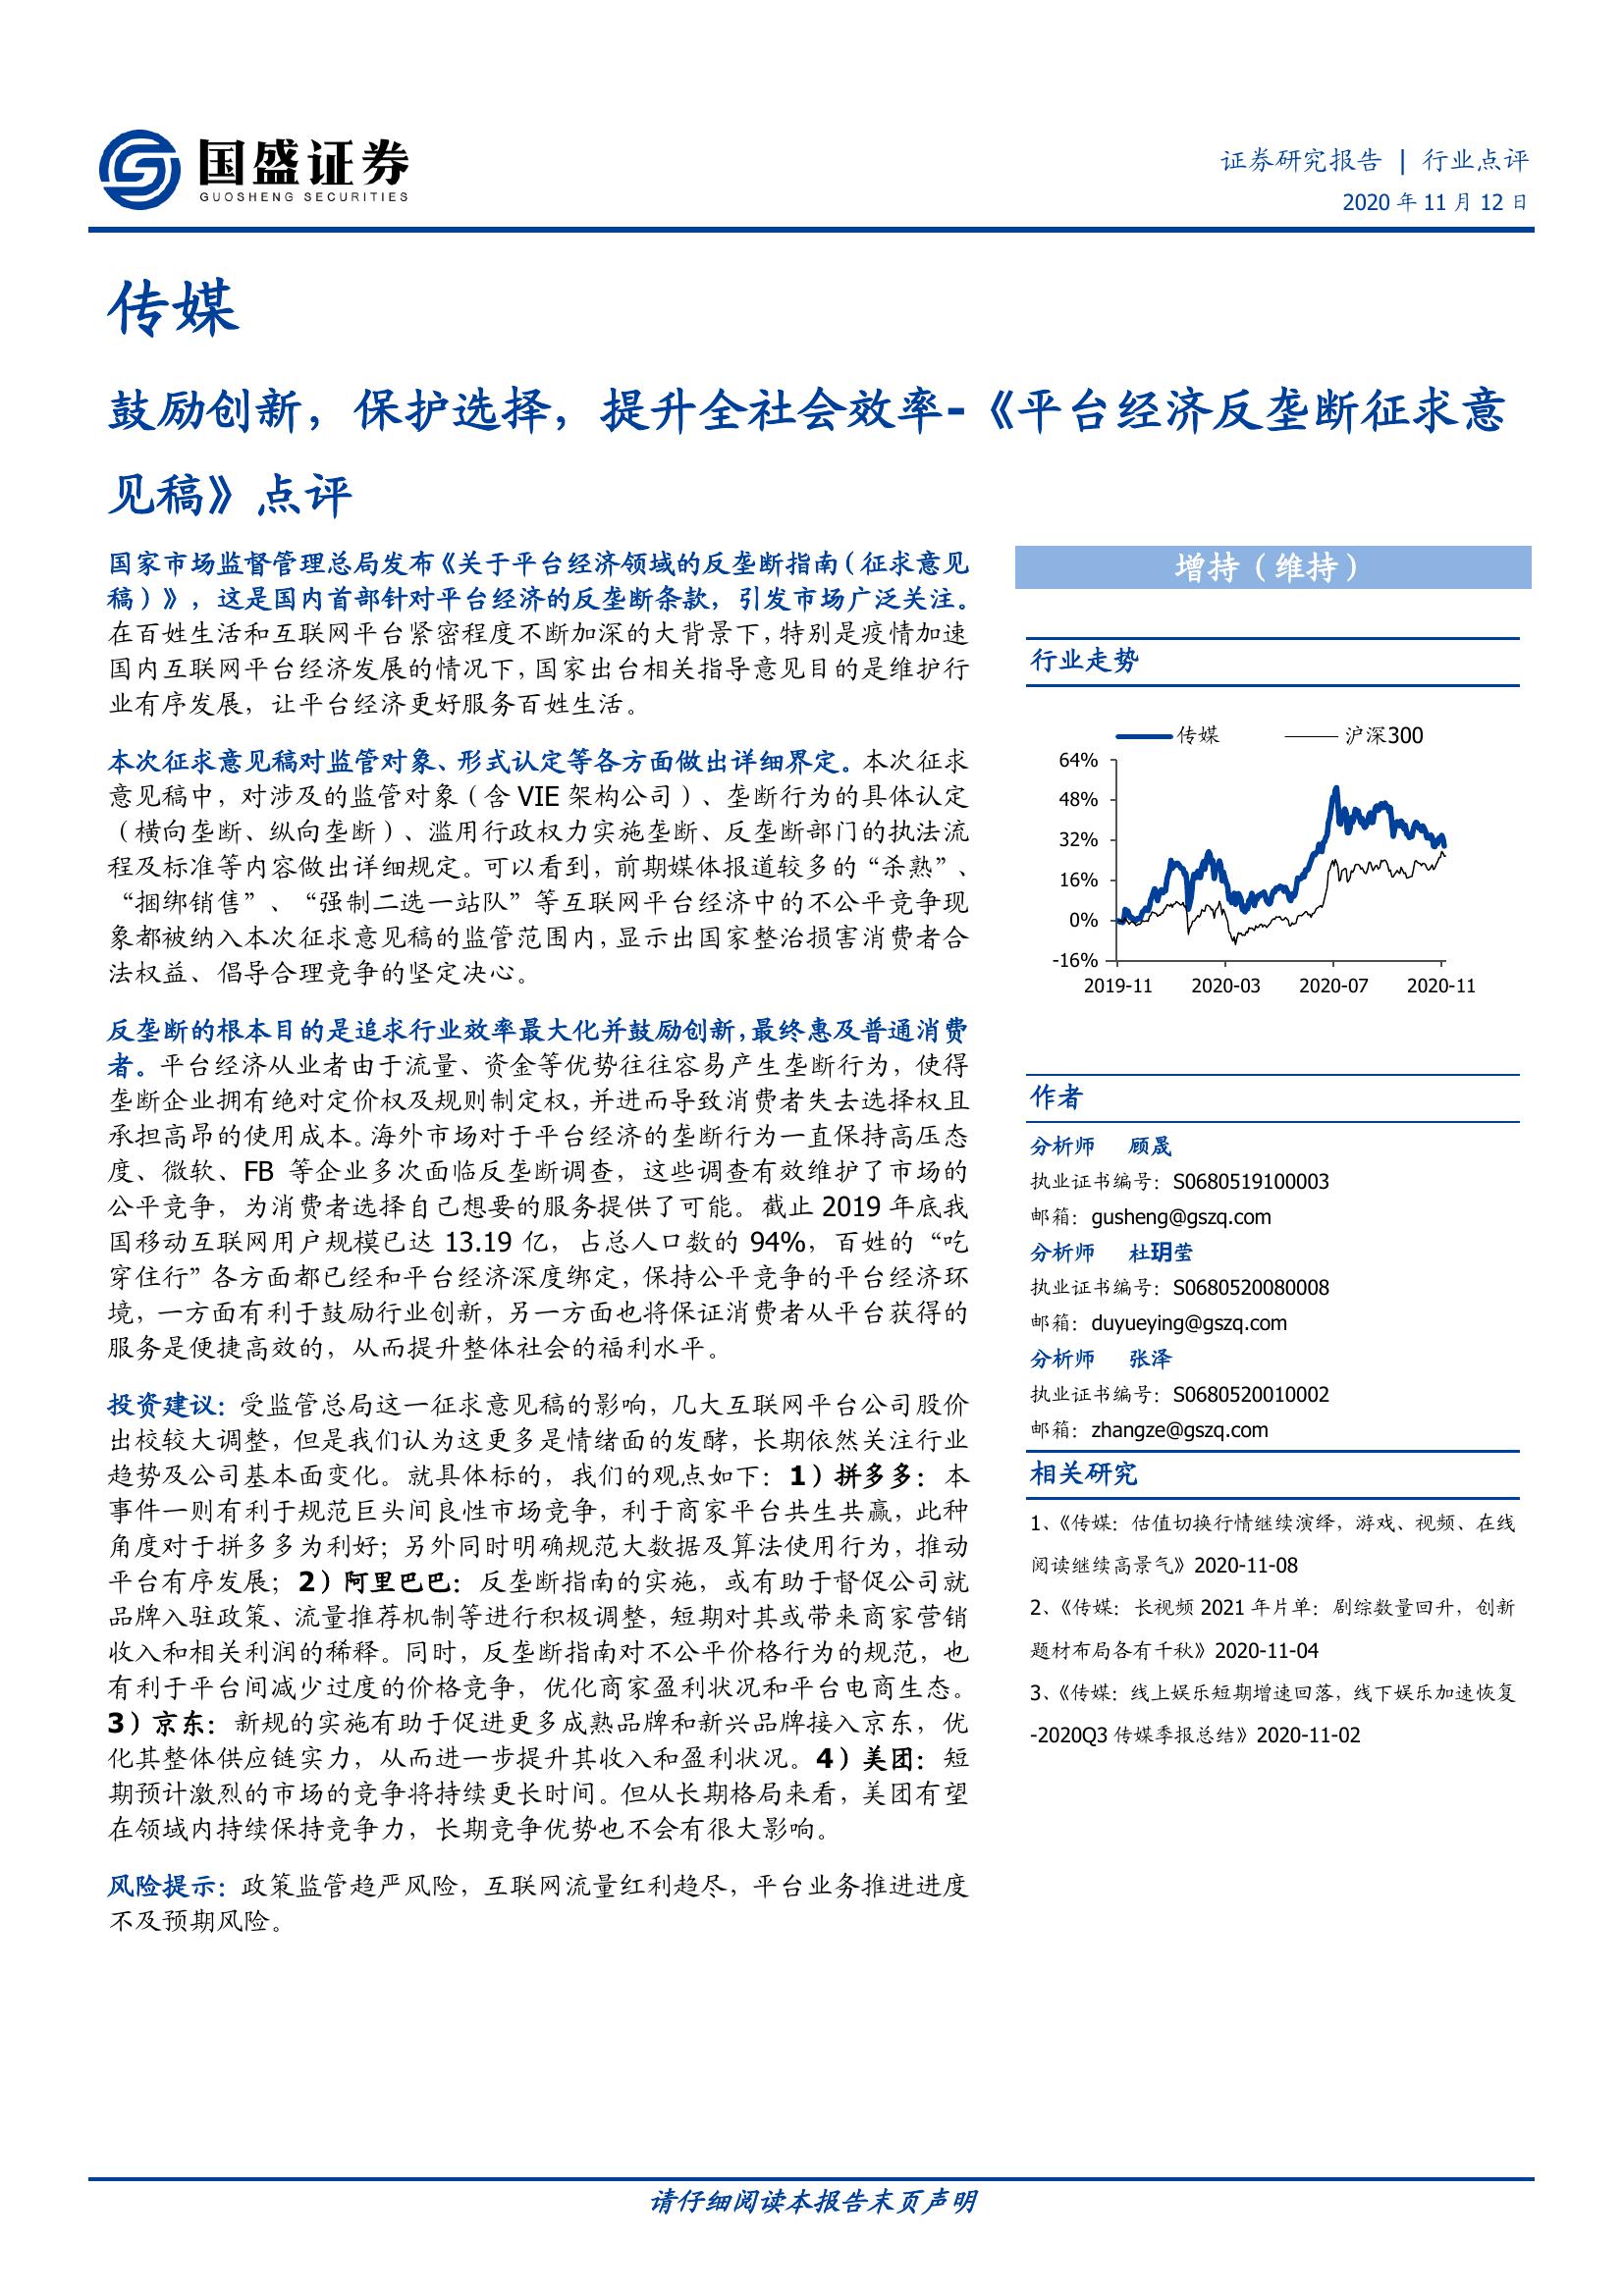 国盛证券
GUOSHENG SECURITIES
证券研究报告 | 行业点评
2020 年 11 月 12 日
传媒
鼓励创新，保护选择，提升全社会效率-《平台经济反垄断征求意
见稿》点评
国家市场监督管理总局发布《关于平台经济领域的反垄断指南（征求意见
稿）》，这是国内首部针对平台经济的反垄断条款，引发市场广泛关注。
在百姓生活和互联网平台紧密程度不断加深的大背景下，特别是疫情加速
国内互联网平台经济发展的情况下，国家出台相关指导意见目的是维护行
业有序发展，让平台经济更好服务百姓生活。
本次征求意见稿对监管对象、形式认定等各方面做出详细界定。本次征求
意见稿中，对涉及的监管对象（含 VIE 架构公司）、垄断行为的具体认定
（横向垄断、纵向垄断）、滥用行政权力实施垄断、反垄断部门的执法流
程及标准等内容做出详细规定。可以看到，前期媒体报道较多的“杀熟”、
“捆绑销售”、“强制二选一站队”等互联网平台经济中的不公平竞争现
象都被纳入本次征求意见稿的监管范围内，显示出国家整治损害消费者合
法权益、倡导合理竞争的坚定决心。
反垄断的根本目的是追求行业效率最大化并鼓励创新，最终惠及普通消费
者。平台经济从业者由于流量、资金等优势往往容易产生垄断行为，使得
垄断企业拥有绝对定价权及规则制定权，并进而导致消费者失去选择权且
承担高昂的使用成本。海外市场对于平台经济的垄断行为一直保持高压态
度、微软、FB 等企业多次面临反垄断调查，这些调查有效维护了市场的
公平竞争，为消费者选择自己想要的服务提供了可能。截止 2019 年底我
国移动互联网用户规模已达 13.19 亿，占总人口数的 94%，百姓的“吃
穿住行”各方面都已经和平台经济深度绑定，保持公平竞争的平台经济环
境，一方面有利于鼓励行业创新，另一方面也将保证消费者从平台获得的
服务是便捷高效的，从而提升整体社会的福利水平。
投资建议：受监管总局这一征求意见稿的影响，几大互联网平台公司股价
出校较大调整，但是我们认为这更多是情绪面的发酵，长期依然关注行业
趋势及公司基本面变化。就具体标的，我们的观点如下：1）拼多多：本
事件一则有利于规范巨头间良性市场竞争，利于商家平台共生共赢，此种
角度对于拼多多为利好；另外同时明确规范大数据及算法使用行为，推动
平台有序发展；2）阿里巴巴：反垄断指南的实施，或有助于督促公司就
品牌入驻政策、流量推荐机制等进行积极调整，短期对其或带来商家营销
收入和相关利润的稀释。同时，反垄断指南对不公平价格行为的规范，也
有利于平台间减少过度的价格竞争，优化商家盈利状况和平台电商生态。
3）京东：新规的实施有助于促进更多成熟品牌和新兴品牌接入京东，优
化其整体供应链实力，从而进一步提升其收入和盈利状况。4）美团：短
期预计激烈的市场的竞争将持续更长时间。但从长期格局来看，美团有望
在领域内持续保持竞争力，长期竞争优势也不会有很大影响。
风险提示：政策监管趋严风险，互联网流量红利趋尽，平台业务推进进度
不及预期风险。
增持（维持）
行业走势
传媒 沪深300
64%
48%
32%
16%
0%
-16%
2019-11 2020-03 2020-07 2020-11
作者
分析师 顾晟
执业证书编号：S0680519100003
邮箱：gusheng@gszq.com
分析师 杜玥莹
执业证书编号：S0680520080008
邮箱：duyueying@gszq.com
分析师 张泽
执业证书编号：S0680520010002
邮箱：zhangze@gszq.com
相关研究
1、《传媒：估值切换行情继续演绎，游戏、视频、在线
阅读继续高景气》2020-11-08
2、《传媒：长视频 2021 年片单：剧综数量回升，创新
题材布局各有千秋》2020-11-04
3、《传媒：线上娱乐短期增速回落，线下娱乐加速恢复
-2020Q3 传媒季报总结》2020-11-02
请仔细阅读本报告末页声明